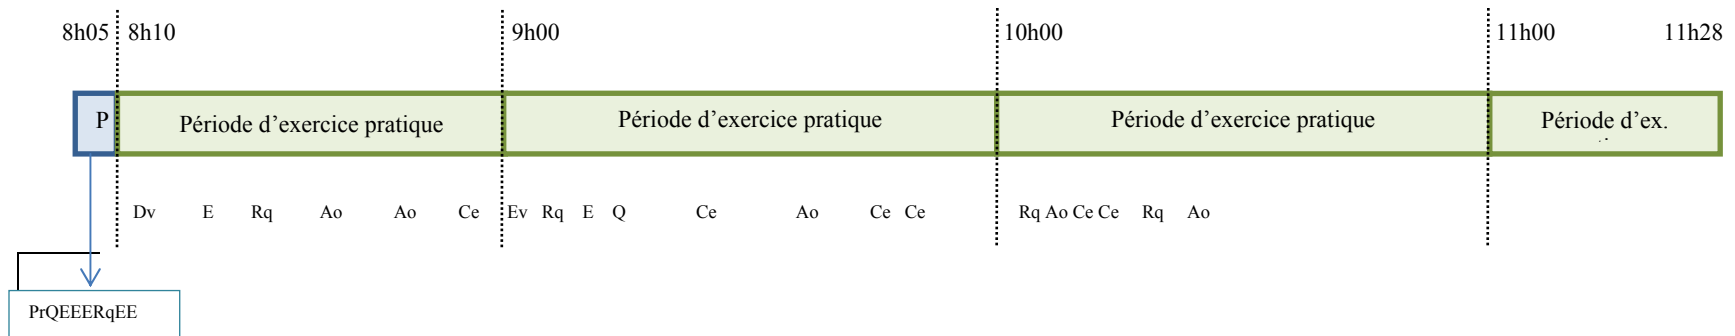 8h05 8h10 9h00 10h00 11h00 11h28
P Période d'exercice pratique Période d'exercice pratique Période d'exercice pratique Période d'ex.
Dv E Rq Ao Ao Ce Ev Rq E Q Ce Ao Ce Ce Rq Ao Ce Ce Rq Ao
PrQEEERqEE